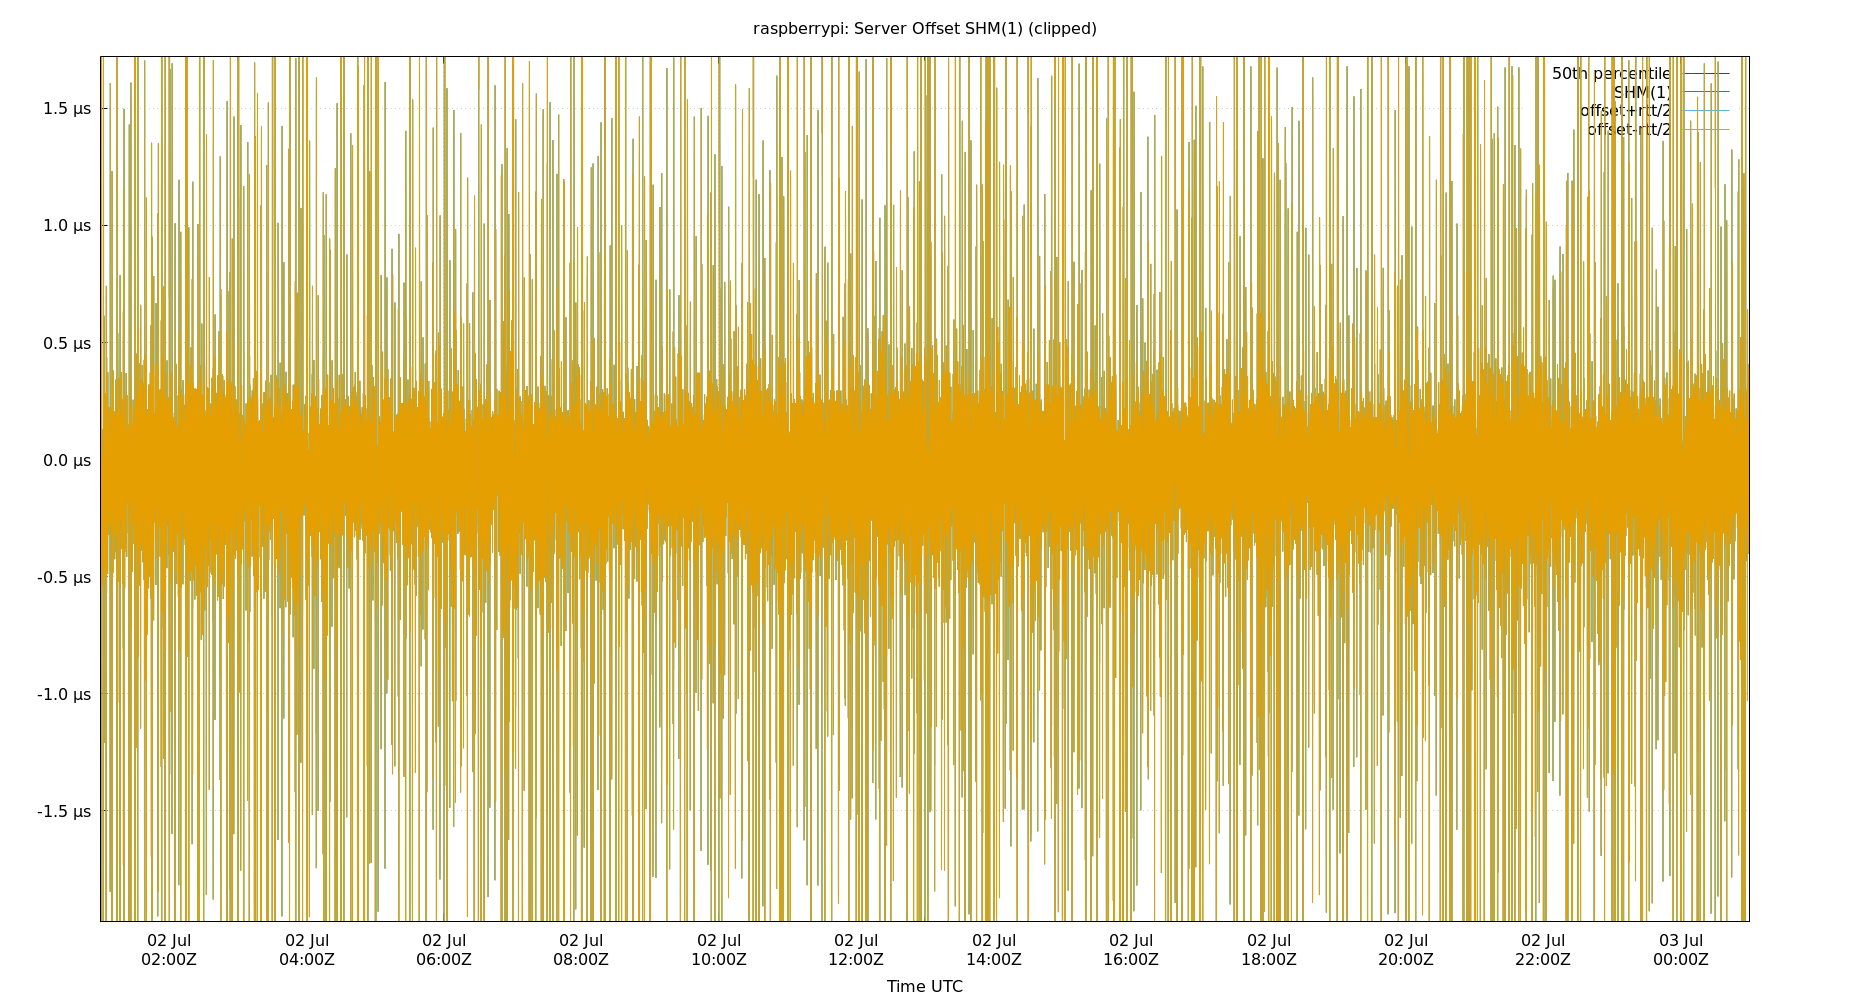 raspberrypi: Server Offset SHM(1) (clipped)
50th percentile
SHM(1)
offset+rtt/2
offset-rtt/2
1.5 µs
1.0 µs
0.5 µs
0.0 µs
-0.5 µs
-1.0 µs
-1.5 µs
02 Jul 02 Jul 02 Jul 02 Jul 02 Jul 02 Jul 02 Jul 02 Jul 02 Jul 02 Jul 02 Jul 03 Jul
02:00Z 04:00Z 06:00Z 08:00Z 10:00Z 12:00Z 14:00Z 16:00Z 18:00Z 20:00Z 22:00Z 00:00Z
Time UTC